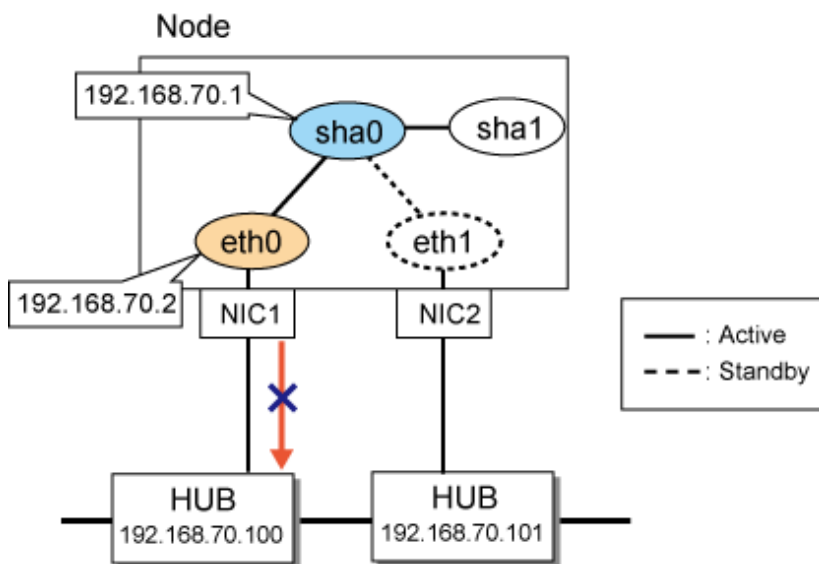 Node
192.168.70.1
sha0
sha1
eth0
eth1
192.168.70.2
NIC1
NIC2
: Active
: Standby
HUB
192.168.70.100
HUB
192.168.70.101